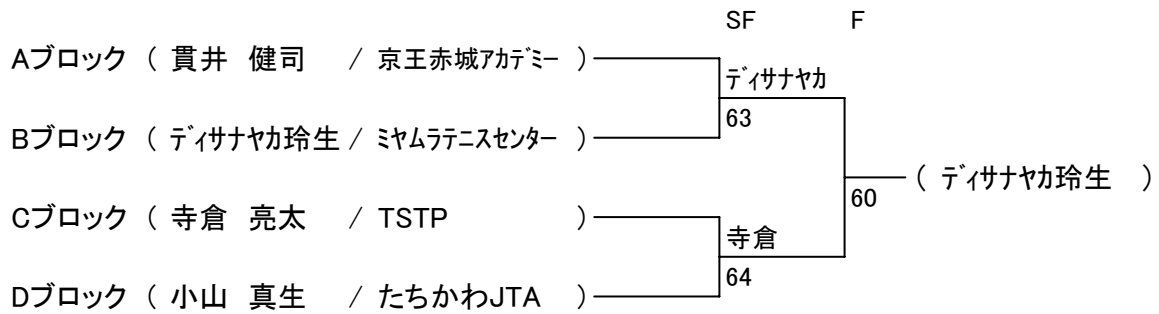 SF F
Aブロック ( 貫井 健司 / 京王赤城ｱｶﾃﾞﾐｰ )
ディサナヤカ
63
Bブロック ( ディサナヤカ玲生 / ミヤムラテニスセンター )
( ディサナヤカ玲生 )
60
Cブロック ( 寺倉 亮太 / TSTP )
寺倉
64
Dブロック ( 小山 真生 / たちかわJTA )